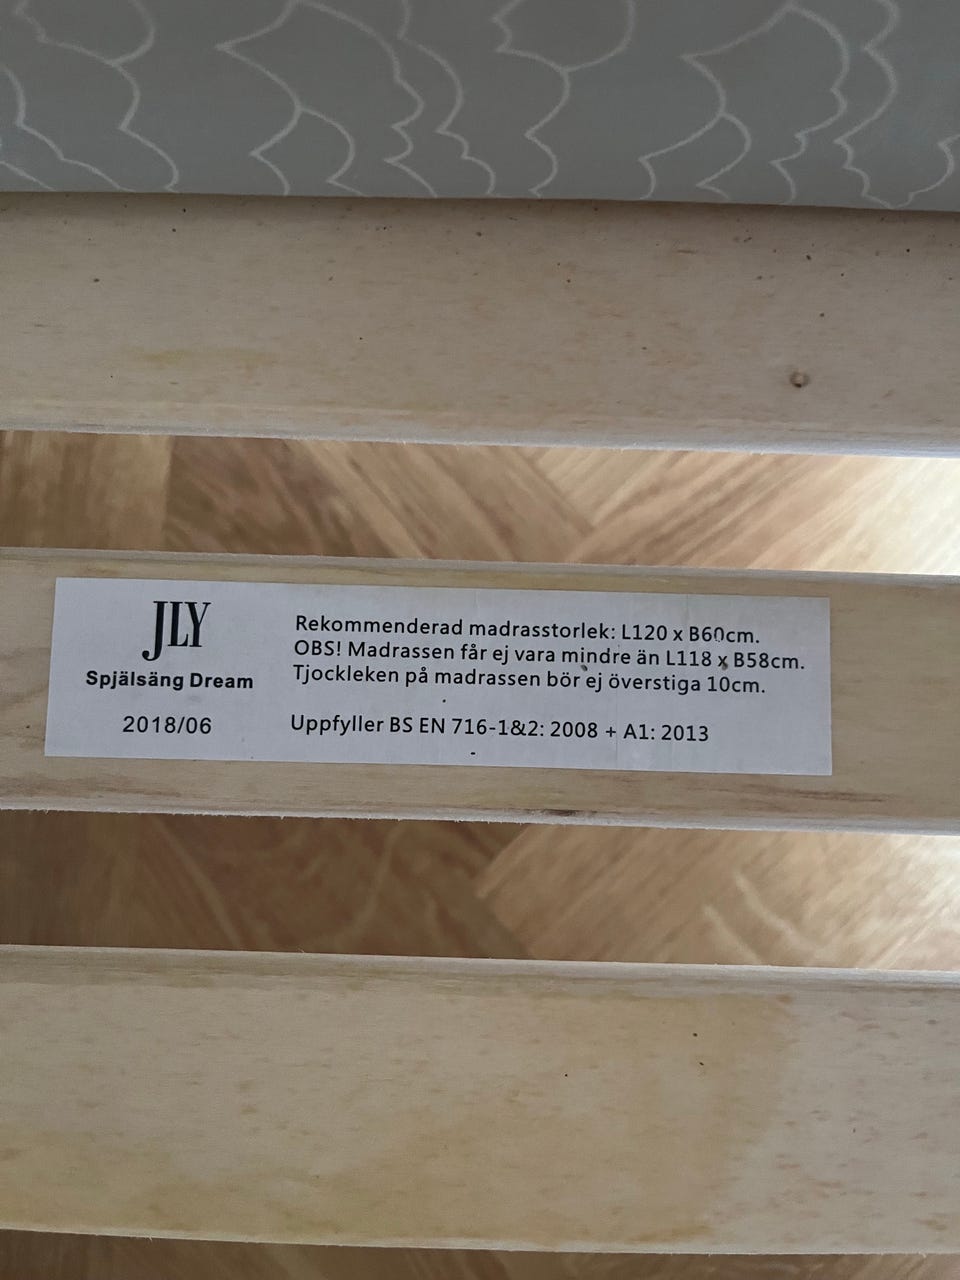 JLY
Spjälsäng Dream
2018/06
Rekommenderad madrasstorlek: L120 x B60cm.
OBS! Madrassen får ej vara mindre än L118 x B58cm.
Tjockleken på madrassen bör ej överstiga 10cm.
Uppfyller BS EN 716-1&2: 2008 + A1: 2013